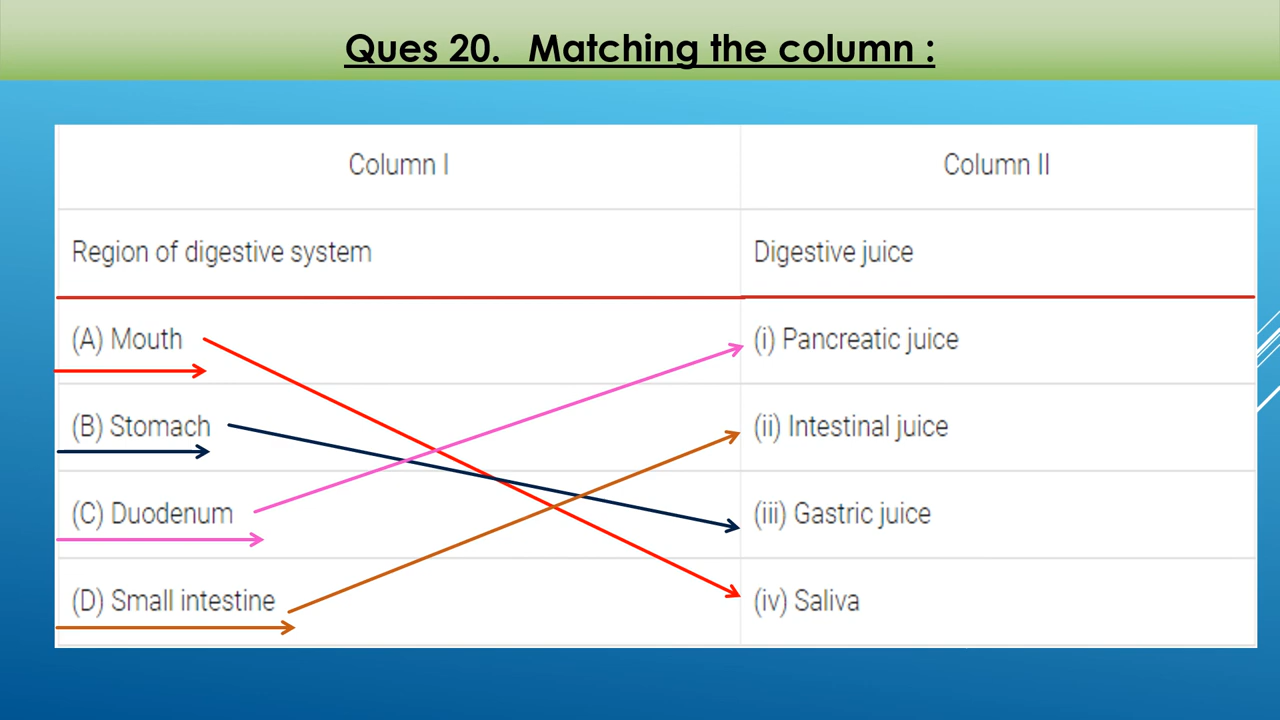 Ques 20. Matching the column :
Column I Column II
Region of digestive system Digestive juice
(A) Mouth (i) Pancreatic juice
(B) Stomach (ii) Intestinal juice
(C) Duodenum (iii) Gastric juice
(D) Small intestine (iv) Saliva